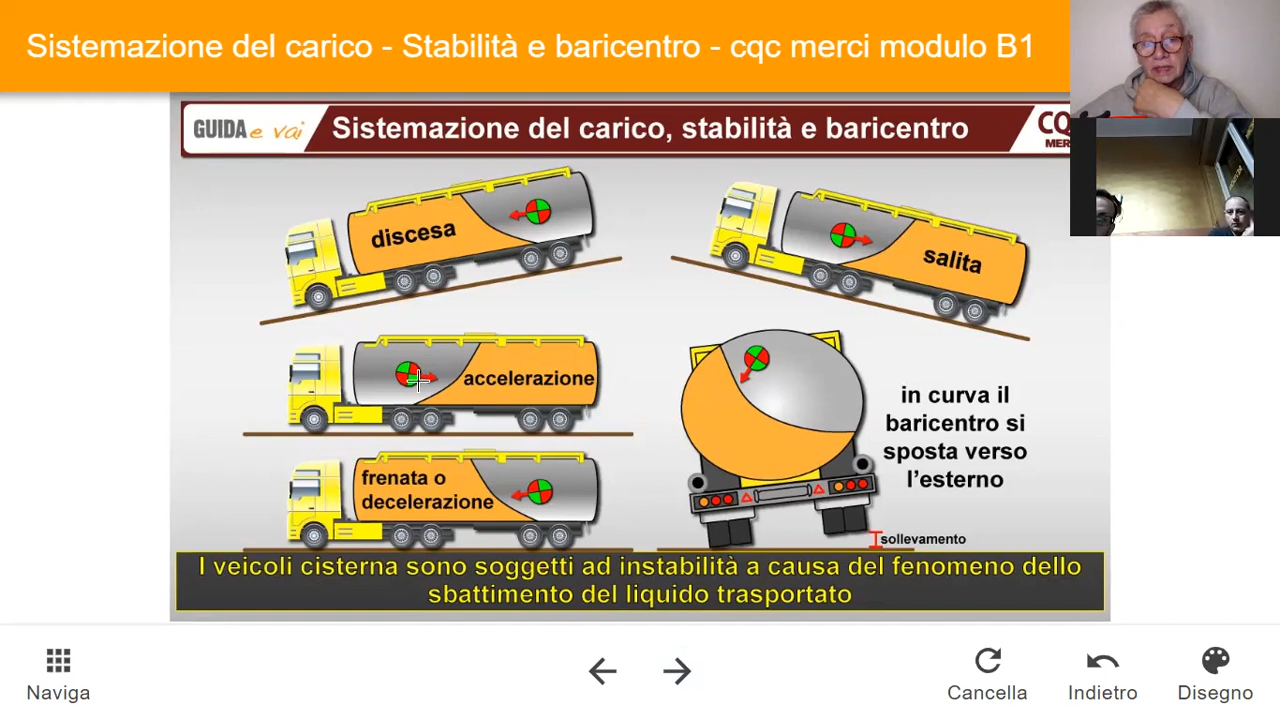 Sistemazione del carico - Stabilità e baricentro - cqc merci modulo B1
GUIDA e vai
Sistemazione del carico, stabilità e baricentro
CQ
MER
discesa
salita
accelerazione
in curva il
baricentro si
sposta verso
l'esterno
frenata o
decelerazione
sollevamento
I veicoli cisterna sono soggetti ad instabilità a causa del fenomeno dello
sbattimento del liquido trasportato
Naviga
Cancella
Indietro
Disegno